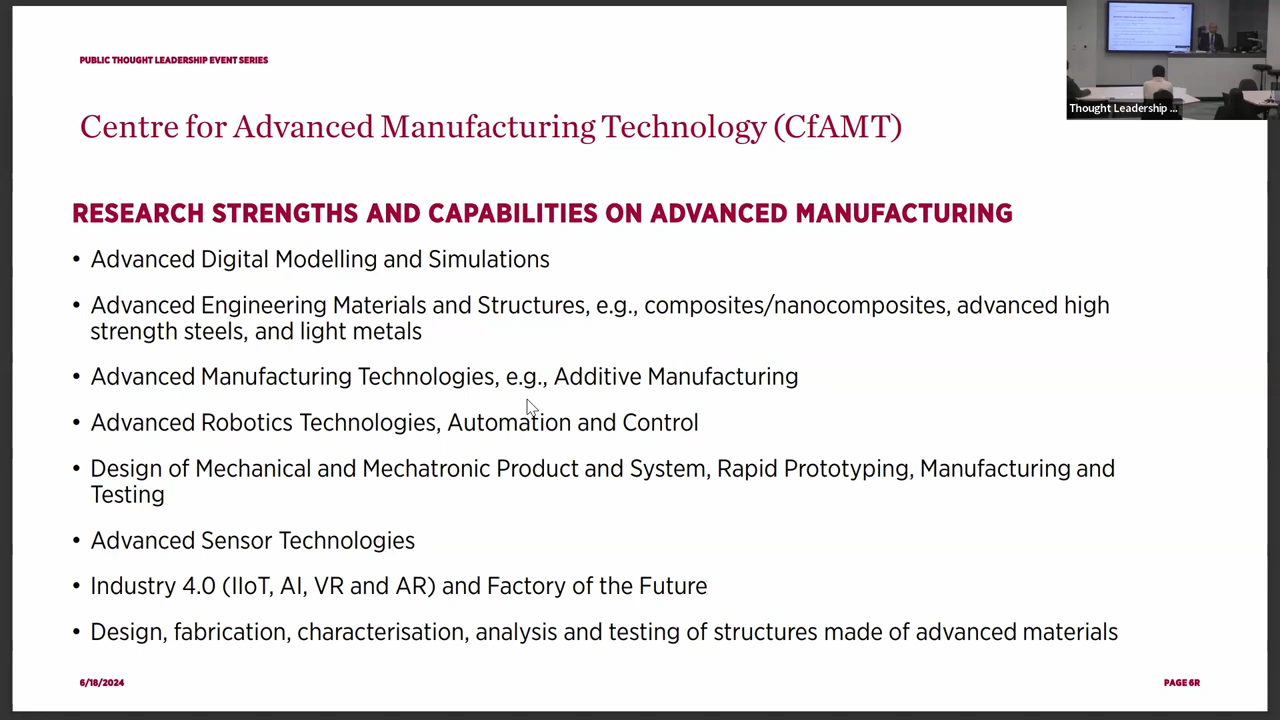 PUBLIC THOUGHT LEADERSHIP EVENT SERIES
Centre for Advanced Manufacturing Technology (CfAMT)
RESEARCH STRENGTHS AND CAPABILITIES ON ADVANCED MANUFACTURING
• Advanced Digital Modelling and Simulations
• Advanced Engineering Materials and Structures, e.g., composites/nanocomposites, advanced high
strength steels, and light metals
• Advanced Manufacturing Technologies, e.g., Additive Manufacturing
• Advanced Robotics Technologies, Automation and Control
• Design of Mechanical and Mechatronic Product and System, Rapid Prototyping, Manufacturing and
Testing
• Advanced Sensor Technologies
• Industry 4.0 (IIoT, AI, VR and AR) and Factory of the Future
• Design, fabrication, characterisation, analysis and testing of structures made of advanced materials
6/18/2024
PAGE 6R
Thought Leadership ...